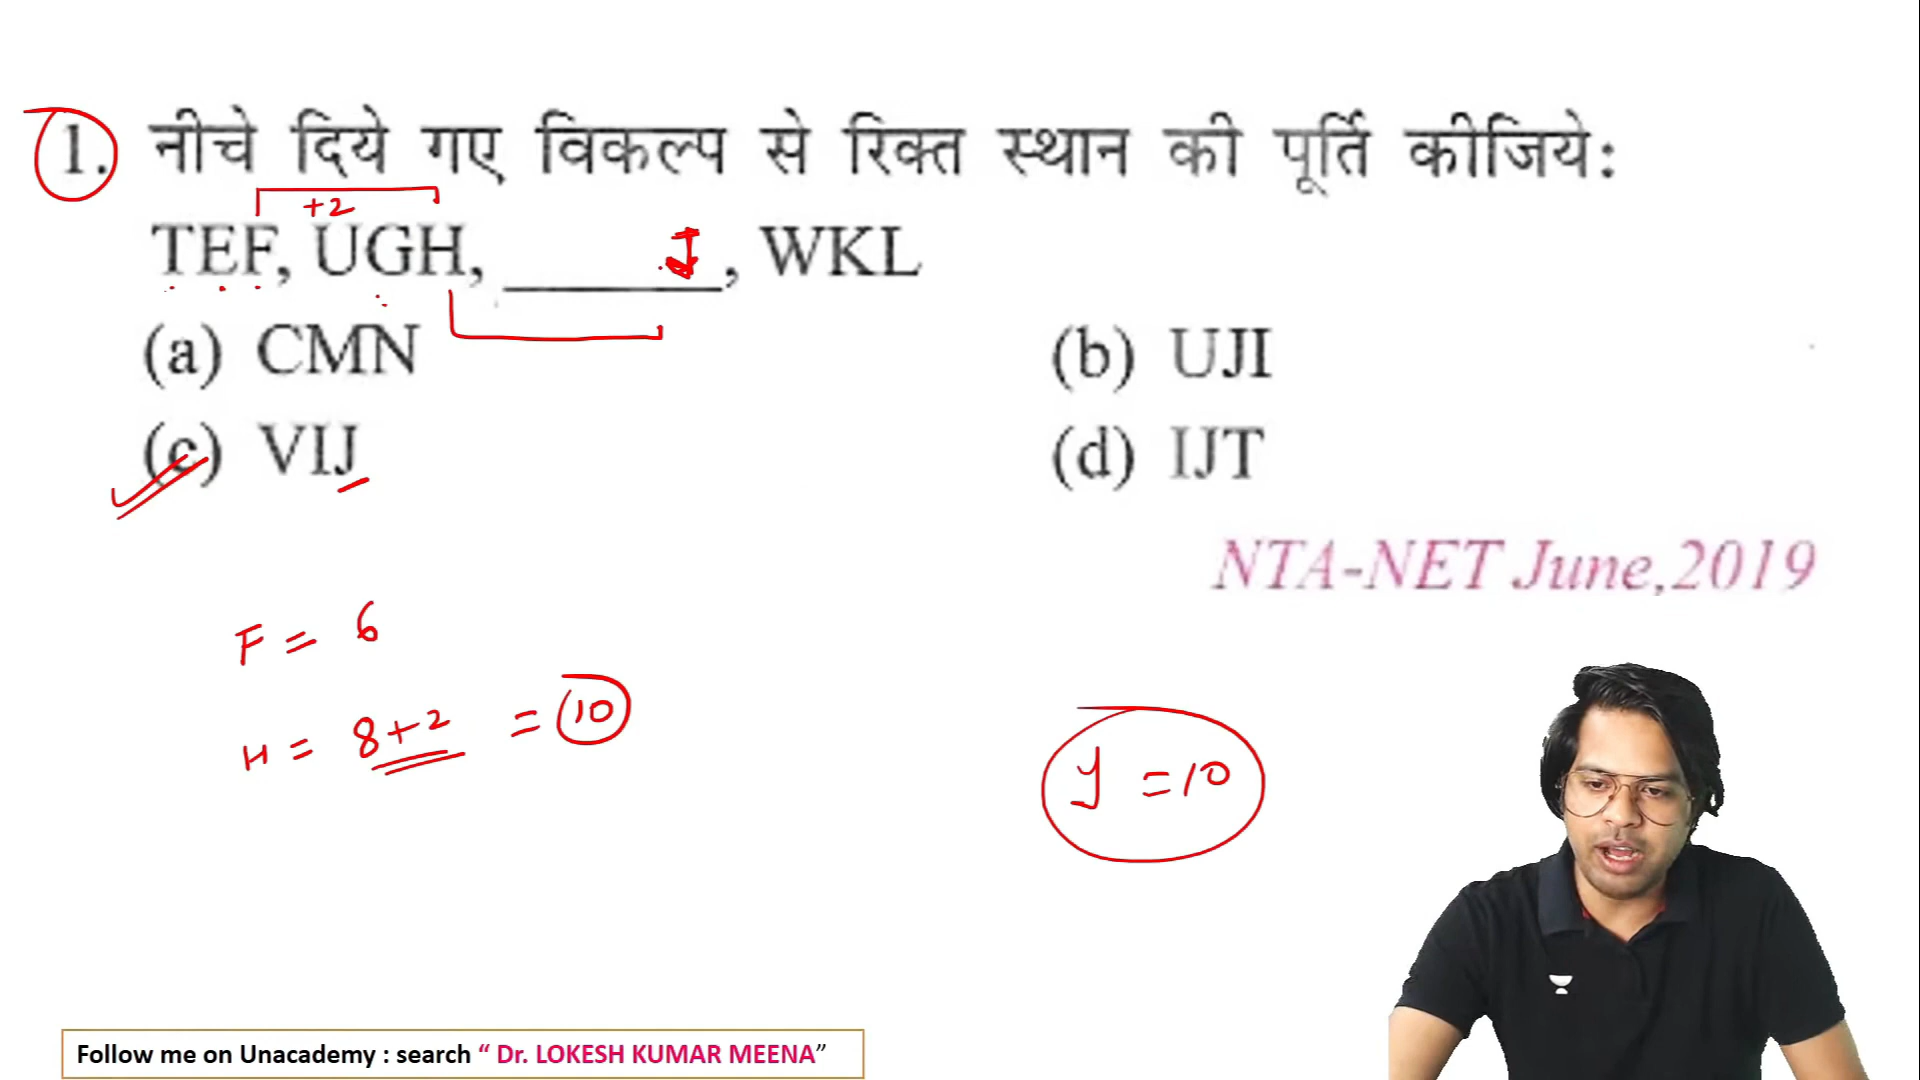 1. नीचे दिये गए विकल्प से रिक्त स्थान की पूर्ति कीजिये:
+2
TEF, UGH, ______J, WKL
(a) CMN (b) UJI
(c) VIJ (d) IJT
NTA-NET June,2019
F = 6
H = 8+2 = 10
J = 10
Follow me on Unacademy : search “ Dr. LOKESH KUMAR MEENA”